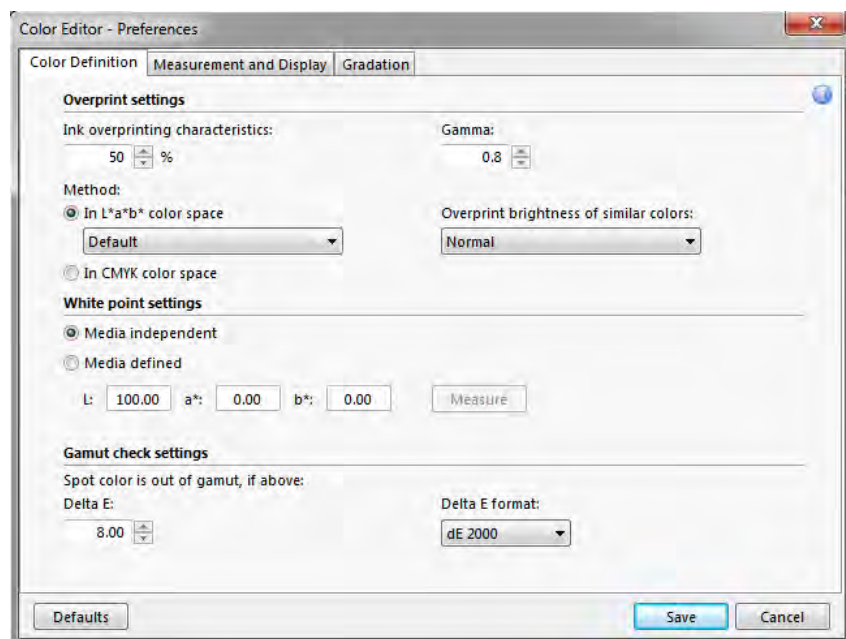 Color Editor - Preferences
Color Definition Measurement and Display Gradation
Overprint settings
Ink overprinting characteristics: Gamma:
50 % 0.8
Method:
In L*a*b* color space Overprint brightness of similar colors:
Default Normal
In CMYK color space
White point settings
Media independent
Media defined
L: 100.00 a*: 0.00 b*: 0.00 Measure
Gamut check settings
Spot color is out of gamut, if above:
Delta E: Delta E format:
8.00 dE 2000
Defaults Save Cancel